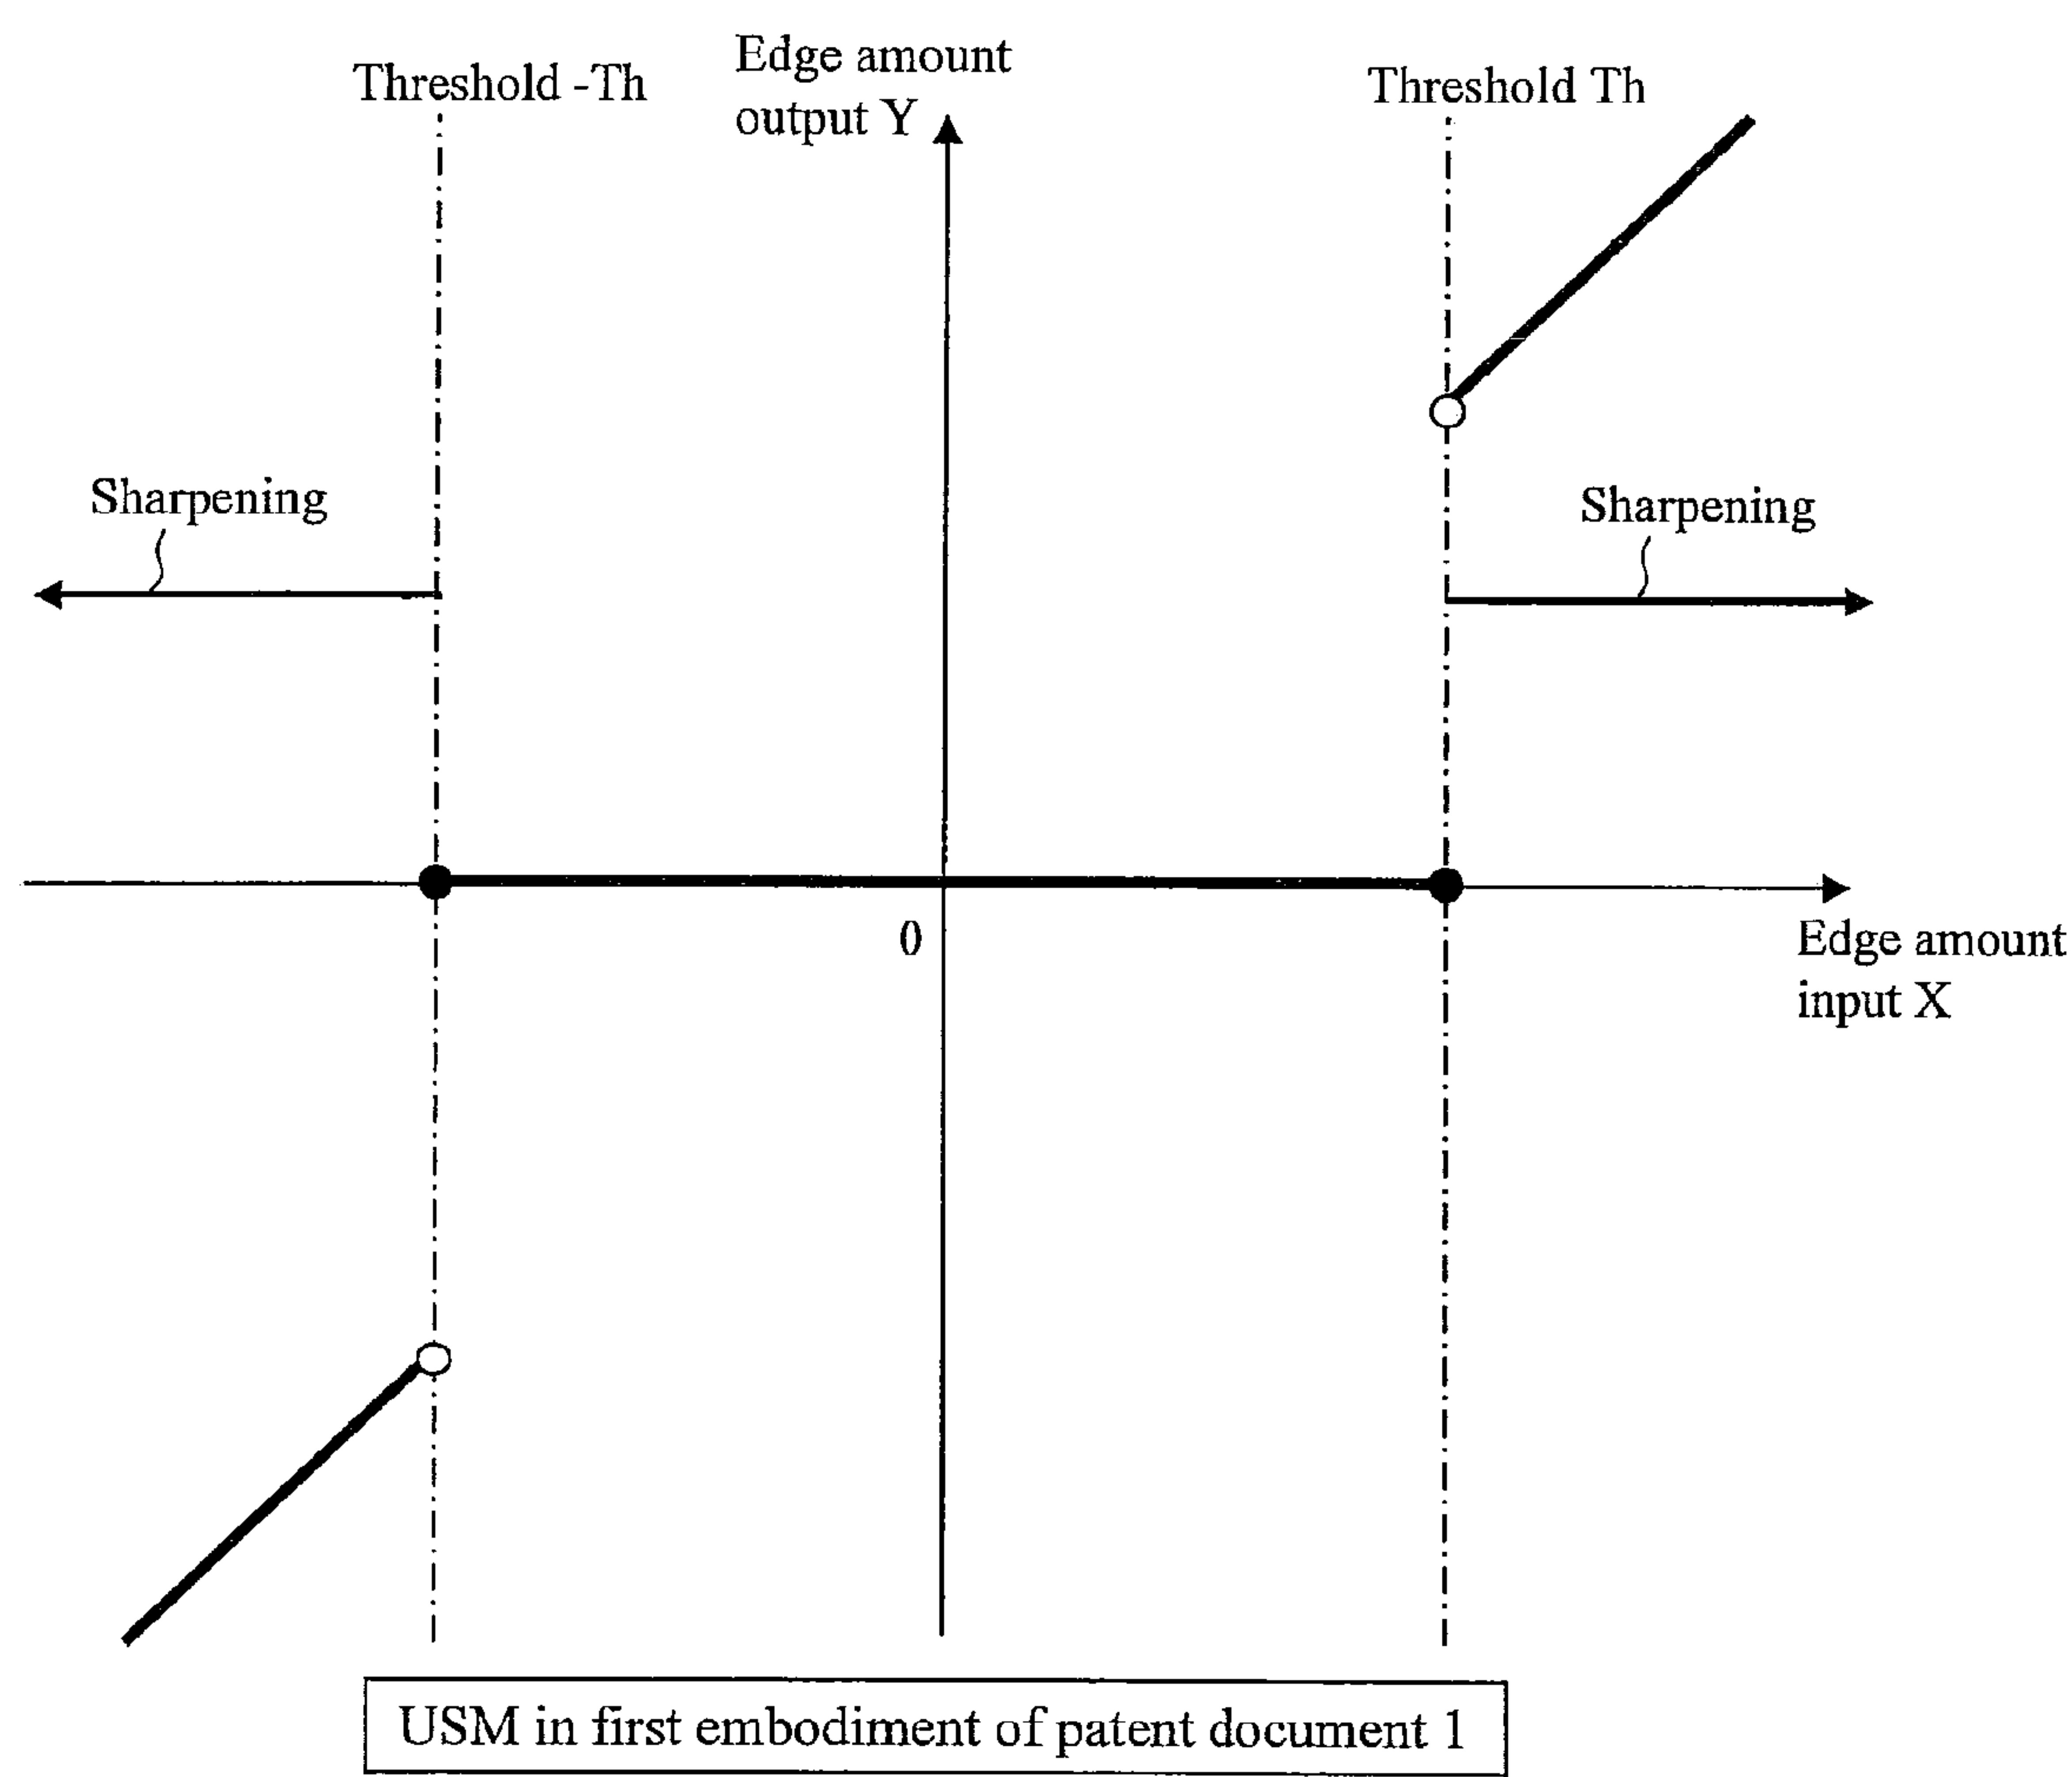 Threshold -Th
Edge amount
output Y
Threshold Th
Sharpening
Sharpening
0
Edge amount
input X
USM in first embodiment of patent document 1